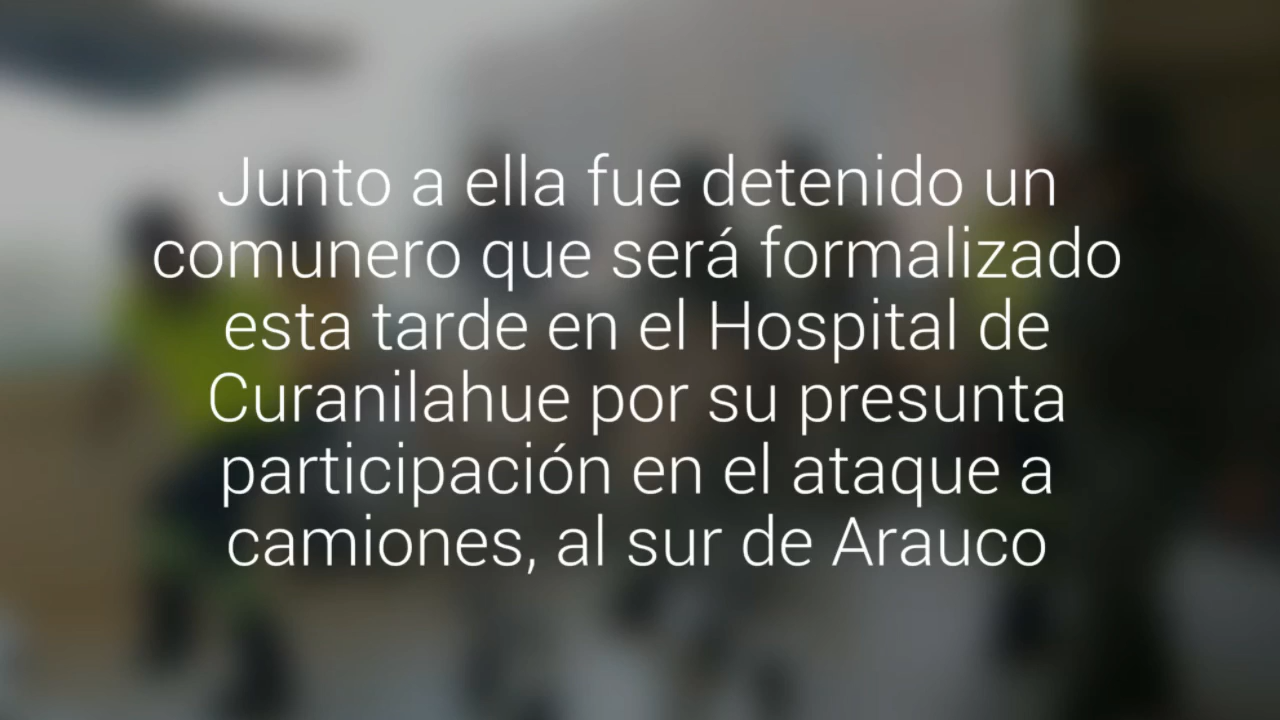 Junto a ella fue detenido un
comunero que será formalizado
esta tarde en el Hospital de
Curanilahue por su presunta
participación en el ataque a
camiones, al sur de Arauco